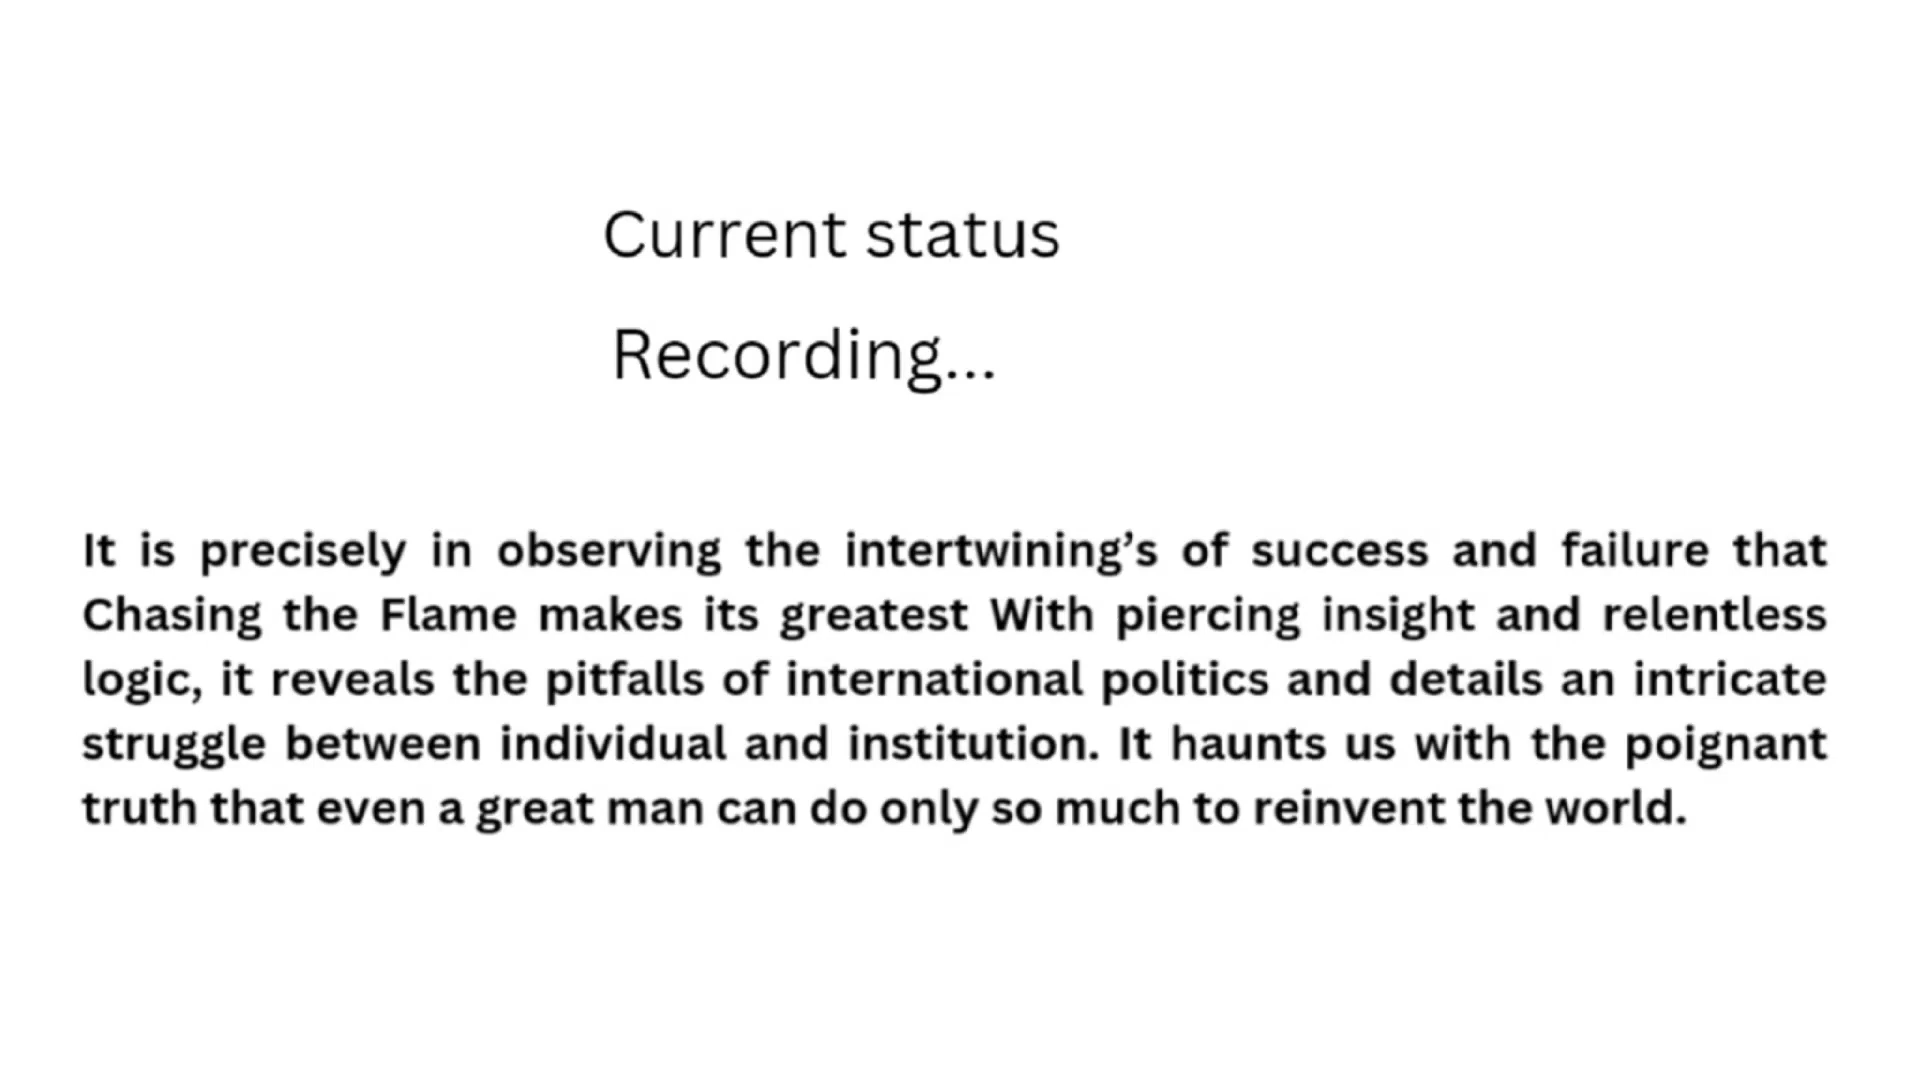 Current status
Recording...
It is precisely in observing the intertwining’s of success and failure that
Chasing the Flame makes its greatest With piercing insight and relentless
logic, it reveals the pitfalls of international politics and details an intricate
struggle between individual and institution. It haunts us with the poignant
truth that even a great man can do only so much to reinvent the world.